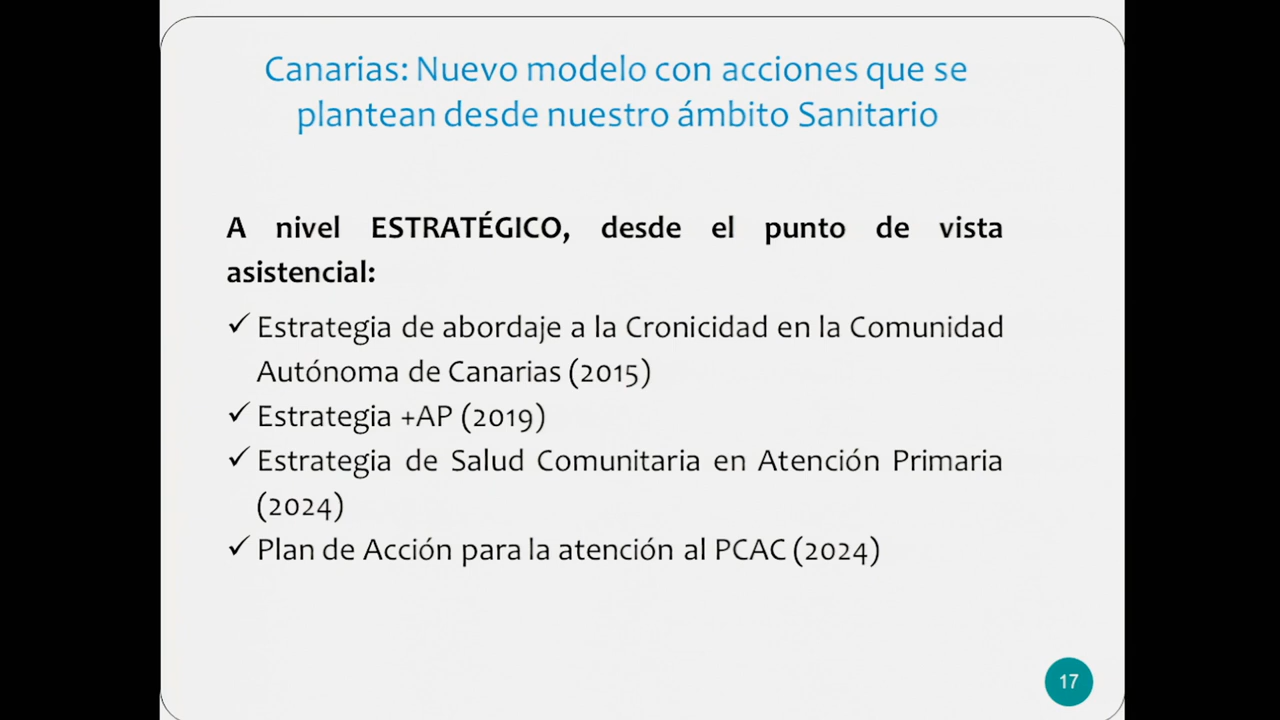 Canarias: Nuevo modelo con acciones que se
plantean desde nuestro ámbito Sanitario
A nivel ESTRATÉGICO, desde el punto de vista
asistencial:
✓ Estrategia de abordaje a la Cronicidad en la Comunidad
Autónoma de Canarias (2015)
✓ Estrategia +AP (2019)
✓ Estrategia de Salud Comunitaria en Atención Primaria
(2024)
✓ Plan de Acción para la atención al PCAC (2024)
17